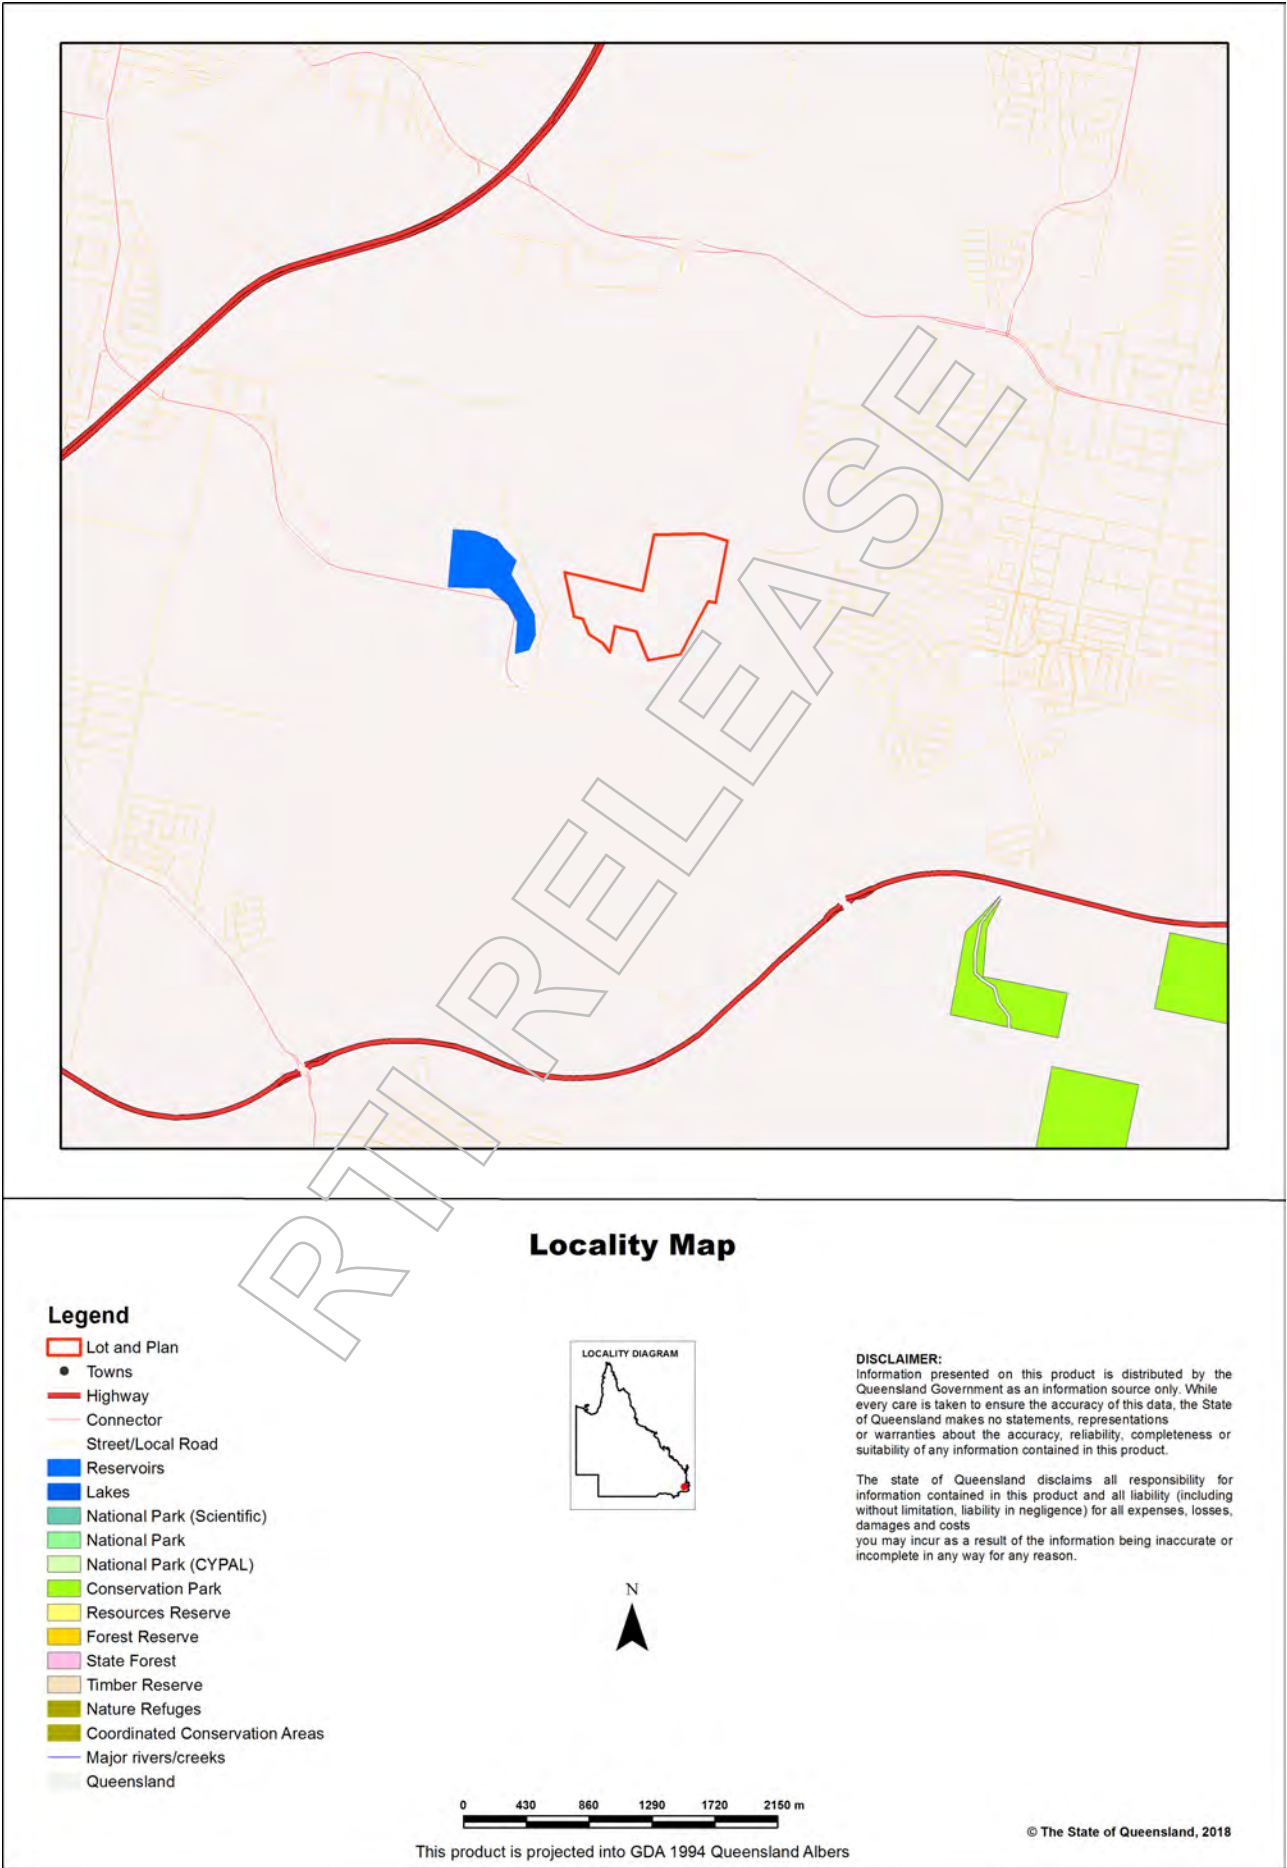 RTI RELEASE
Locality Map
Legend
Lot and Plan
Towns
Highway
Connector
Street/Local Road
Reservoirs
Lakes
National Park (Scientific)
National Park
National Park (CYPAL)
Conservation Park
Resources Reserve
Forest Reserve
State Forest
Timber Reserve
Nature Refuges
Coordinated Conservation Areas
Major rivers/creeks
Queensland
LOCALITY DIAGRAM
N
0 430 860 1290 1720 2150 m
This product is projected into GDA 1994 Queensland Albers
DISCLAIMER:
Information presented on this product is distributed by the
Queensland Government as an information source only. While
every care is taken to ensure the accuracy of this data, the State
of Queensland makes no statements, representations
or warranties about the accuracy, reliability, completeness or
suitability of any information contained in this product.
The state of Queensland disclaims all responsibility for
information contained in this product and all liability (including
without limitation, liability in negligence) for all expenses, losses,
damages and costs
you may incur as a result of the information being inaccurate or
incomplete in any way for any reason.
© The State of Queensland, 2018